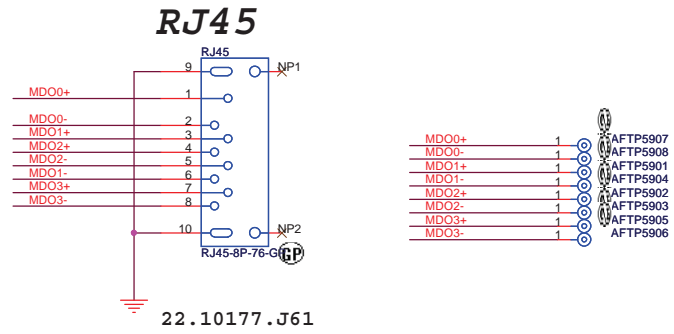 RJ45
RJ45
9 NP1
MDO0+ 1
MDO0- 2
MDO1+ 3
MDO2+ 4
MDO2- 5
MDO1- 6
MDO3+ 7
MDO3- 8
10 NP2
RJ45-8P-76-G
GP
22.10177.J61
MDO0+ 1 AFTP5907
MDO0- 1 AFTP5908
MDO1+ 1 AFTP5901
MDO1- 1 AFTP5904
MDO2+ 1 AFTP5902
MDO2- 1 AFTP5903
MDO3+ 1 AFTP5905
MDO3- 1 AFTP5906